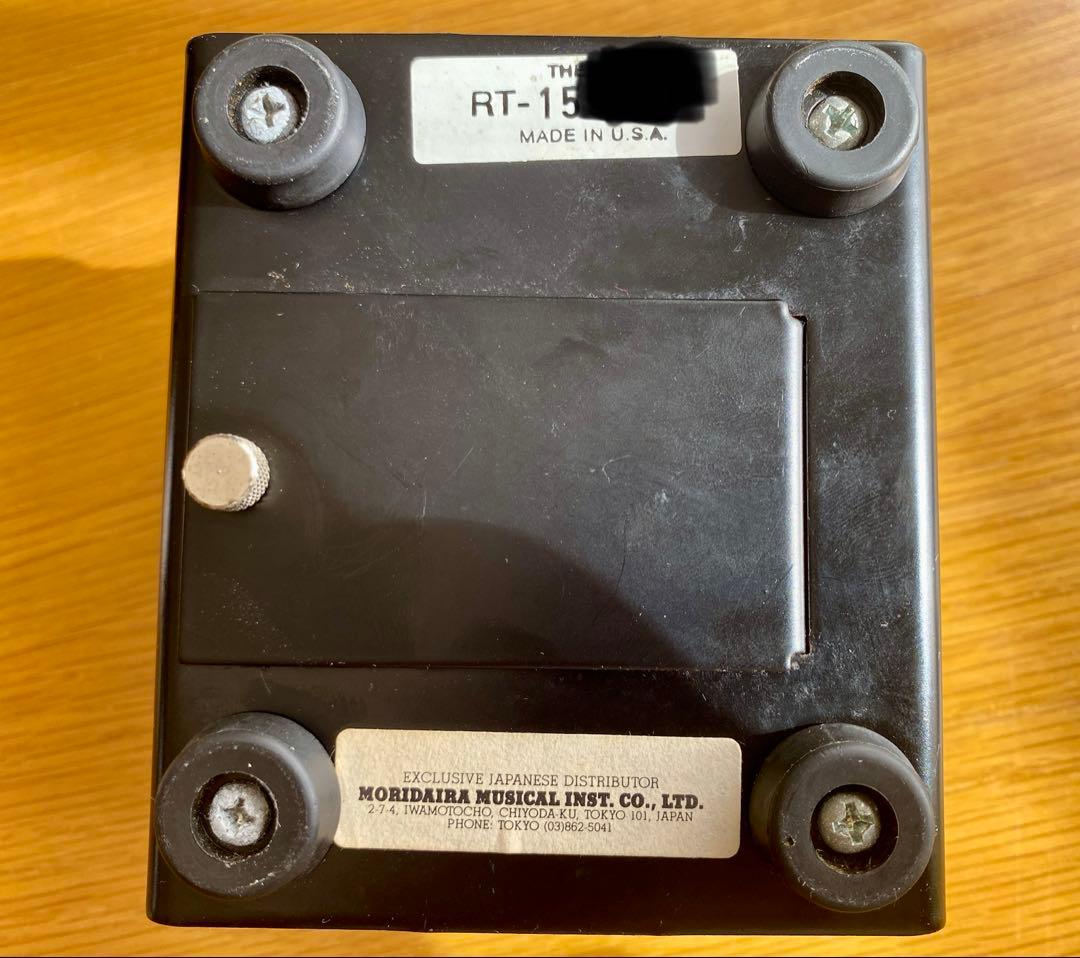 RT-15
MADE IN U.S.A.
EXCLUSIVE JAPANESE DISTRIBUTOR
MORIDAIRA MUSICAL INST. CO., LTD.
2-7-4, IWAMOTOCHO, CHIYODA-KU, TOKYO 101, JAPAN
PHONE: TOKYO (03)862-5041